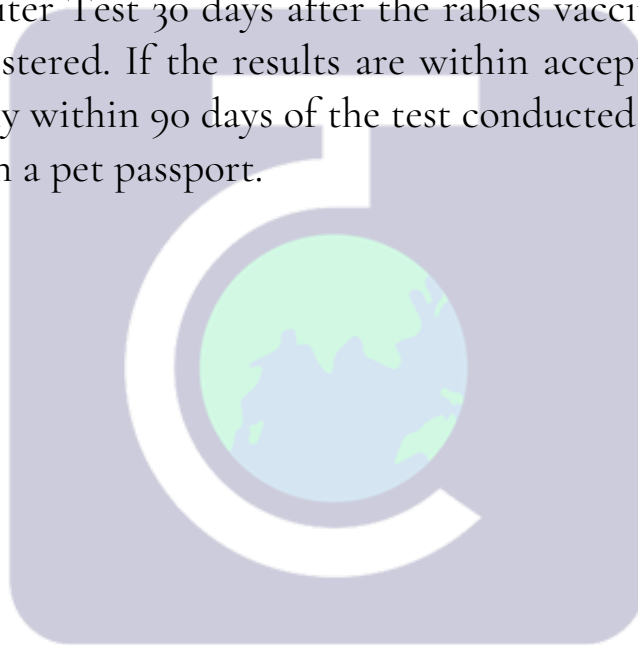 Test 30 days after the rabies
If the results are within
within 90 days of the test conducted
a pet passport.